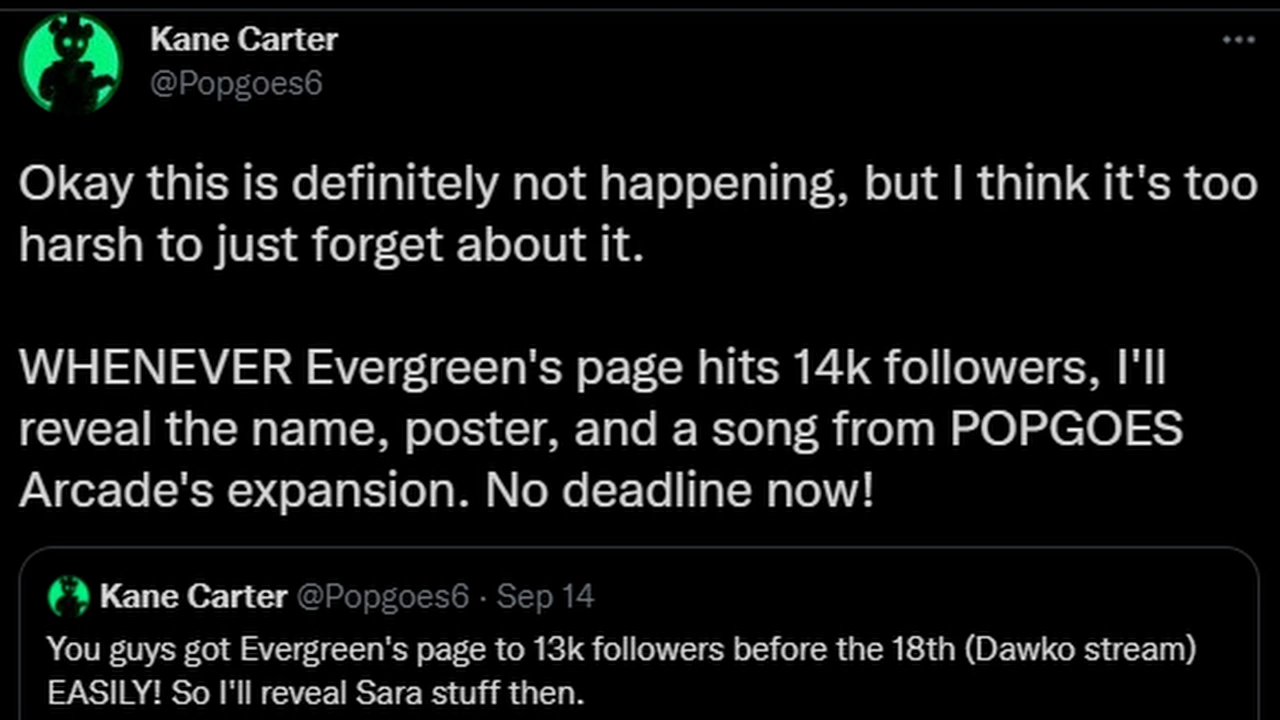 Kane Carter
@Popgoes6
Okay this is definitely not happening, but I think it's too
harsh to just forget about it.
WHENEVER Evergreen's page hits 14k followers, I'll
reveal the name, poster, and a song from POPGOES
Arcade's expansion. No deadline now!
Kane Carter @Popgoes6 · Sep 14
You guys got Evergreen's page to 13k followers before the 18th (Dawko stream)
EASILY! So I'll reveal Sara stuff then.